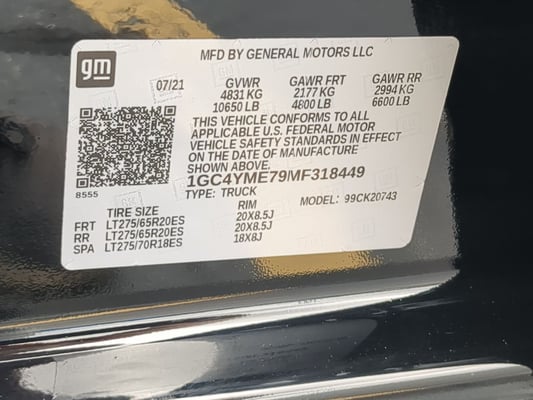 gm
MFD BY GENERAL MOTORS LLC
07/21 GVWR GAWR FRT GAWR RR
4831 KG 2177 KG 2994 KG
10650 LB 4800 LB 6600 LB
THIS VEHICLE CONFORMS TO ALL
APPLICABLE U.S. FEDERAL MOTOR
VEHICLE SAFETY STANDARDS IN EFFECT
ON THE DATE OF MANUFACTURE
SHOWN ABOVE.
8555
1GC4YME79MF318449
TYPE: TRUCK MODEL: 99CK20743
TIRE SIZE RIM
FRT LT275/65R20ES 20X8.5J
RR LT275/65R20ES 20X8.5J
SPA LT275/70R18ES 18X8J